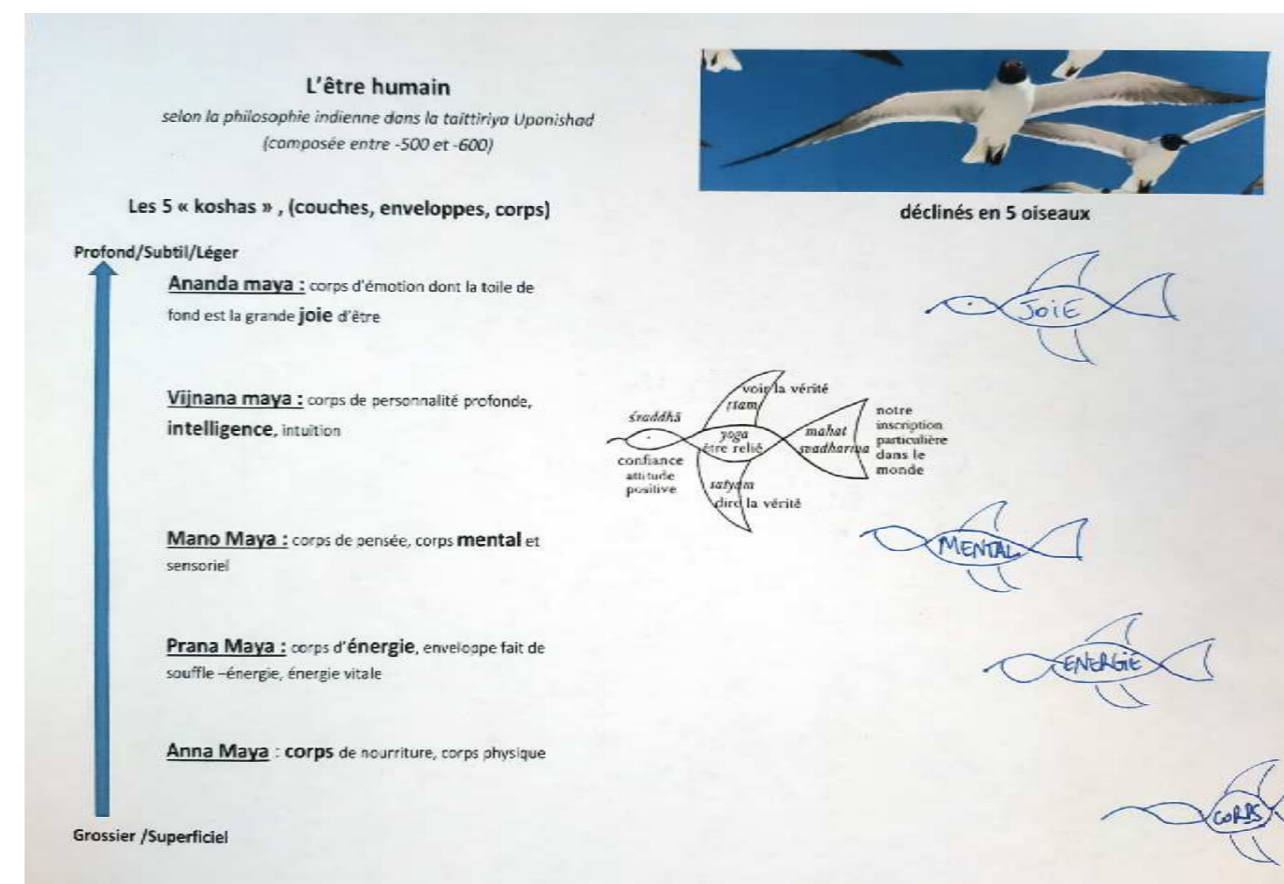 L'être humain
selon la philosophie indienne dans la taittiriya Upanishad
(composée entre -500 et -600)
Les 5 « koshas » , (couches, enveloppes, corps)
déclinés en 5 oiseaux
Profond/Subtil/Léger
Ananda maya : corps d'émotion dont la toile de
fond est la grande joie d'être
JOIE
Vijnana maya : corps de personnalité profonde,
intelligence, intuition
śraddhā
confiance
attitude
positive
voir la vérité
ṛtam
yoga
être relié
satyam
dire la vérité
mahat
svadharma
notre
inscription
particulière
dans le
monde
Mano Maya : corps de pensée, corps mental et
sensoriel
MENTAL
Prana Maya : corps d'énergie, enveloppe fait de
souffle –énergie, énergie vitale
ENERGIE
Anna Maya : corps de nourriture, corps physique
CORPS
Grossier /Superficiel